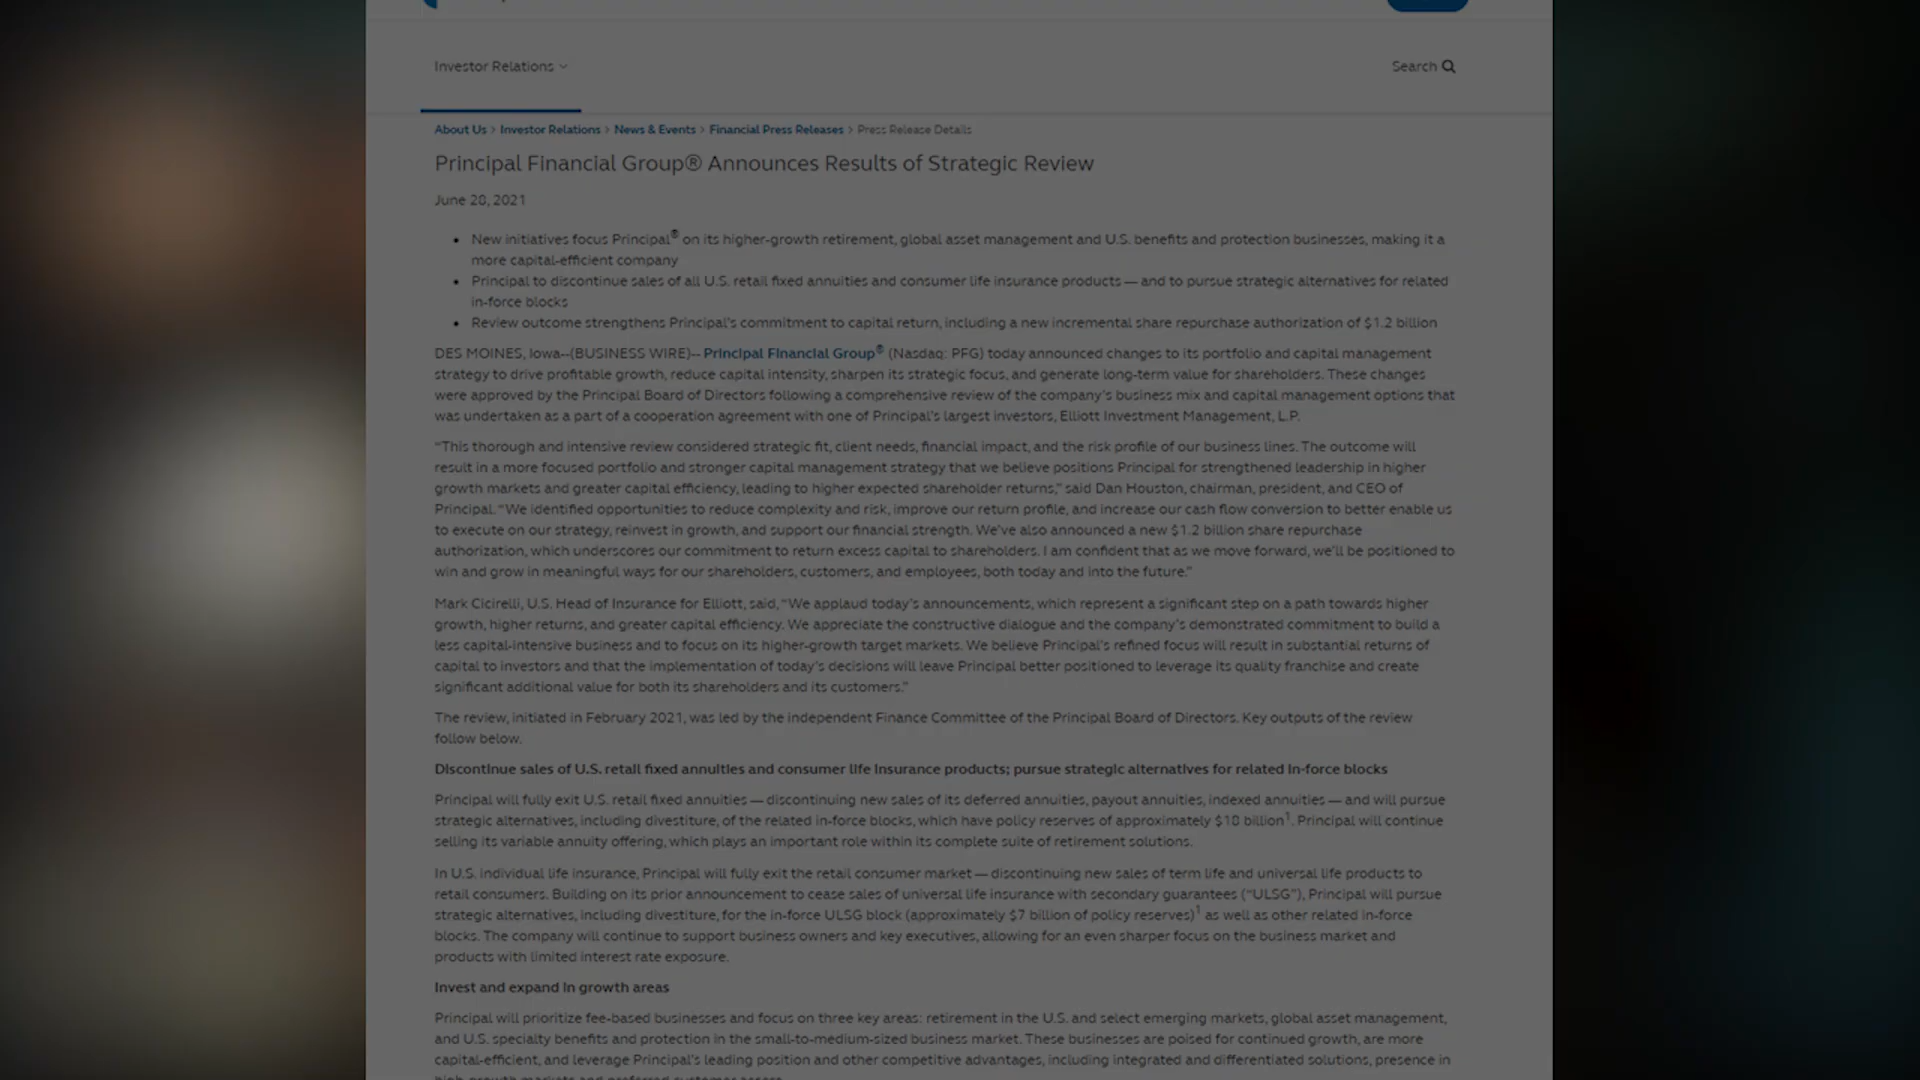 Investor Relations
Search
About Us > Investor Relations > News & Events > Financial Press Releases > Press Release Details
Principal Financial Group® Announces Results of Strategic Review
June 28, 2021
• New initiatives focus Principal® on its higher-growth retirement, global asset management and U.S. benefits and protection businesses, making it a
more capital-efficient company
• Principal to discontinue sales of all U.S. retail fixed annuities and consumer life insurance products — and to pursue strategic alternatives for related
in-force blocks
• Review outcome strengthens Principal's commitment to capital return, including a new incremental share repurchase authorization of $1.2 billion
DES MOINES, Iowa--(BUSINESS WIRE)-- Principal Financial Group® (Nasdaq: PFG) today announced changes to its portfolio and capital management
strategy to drive profitable growth, reduce capital intensity, sharpen its strategic focus, and generate long-term value for shareholders. These changes
were approved by the Principal Board of Directors following a comprehensive review of the company's business mix and capital management options that
was undertaken as a part of a cooperation agreement with one of Principal's largest investors, Elliott Investment Management, L.P.
“This thorough and intensive review considered strategic fit, client needs, financial impact, and the risk profile of our business lines. The outcome will
result in a more focused portfolio and stronger capital management strategy that we believe positions Principal for strengthened leadership in higher
growth markets and greater capital efficiency, leading to higher expected shareholder returns,” said Dan Houston, chairman, president, and CEO of
Principal. “We identified opportunities to reduce complexity and risk, improve our return profile, and increase our cash flow conversion to better enable us
to execute on our strategy, reinvest in growth, and support our financial strength. We've also announced a new $1.2 billion share repurchase
authorization, which underscores our commitment to return excess capital to shareholders. I am confident that as we move forward, we'll be positioned to
win and grow in meaningful ways for our shareholders, customers, and employees, both today and into the future.”
Mark Cicirelli, U.S. Head of Insurance for Elliott, said, “We applaud today's announcements, which represent a significant step on a path towards higher
growth, higher returns, and greater capital efficiency. We appreciate the constructive dialogue and the company's demonstrated commitment to build a
less capital-intensive business and to focus on its higher-growth target markets. We believe Principal's refined focus will result in substantial returns of
capital to investors and that the implementation of today's decisions will leave Principal better positioned to leverage its quality franchise and create
significant additional value for both its shareholders and its customers.”
The review, initiated in February 2021, was led by the independent Finance Committee of the Principal Board of Directors. Key outputs of the review
follow below.
Discontinue sales of U.S. retail fixed annuities and consumer life insurance products; pursue strategic alternatives for related in-force blocks
Principal will fully exit U.S. retail fixed annuities — discontinuing new sales of its deferred annuities, payout annuities, indexed annuities — and will pursue
strategic alternatives, including divestiture, of the related in-force blocks, which have policy reserves of approximately $18 billion¹. Principal will continue
selling its variable annuity offering, which plays an important role within its complete suite of retirement solutions.
In U.S. individual life insurance, Principal will fully exit the retail consumer market — discontinuing new sales of term life and universal life products to
retail consumers. Building on its prior announcement to cease sales of universal life insurance with secondary guarantees (“ULSG”), Principal will pursue
strategic alternatives, including divestiture, for the in-force ULSG block (approximately $7 billion of policy reserves)¹ as well as other related in-force
blocks. The company will continue to support business owners and key executives, allowing for an even sharper focus on the business market and
products with limited interest rate exposure.
Invest and expand in growth areas
Principal will prioritize fee-based businesses and focus on three key areas: retirement in the U.S. and select emerging markets, global asset management,
and U.S. specialty benefits and protection in the small-to-medium-sized business market. These businesses are poised for continued growth, are more
capital-efficient, and leverage Principal's leading position and other competitive advantages, including integrated and differentiated solutions, presence in